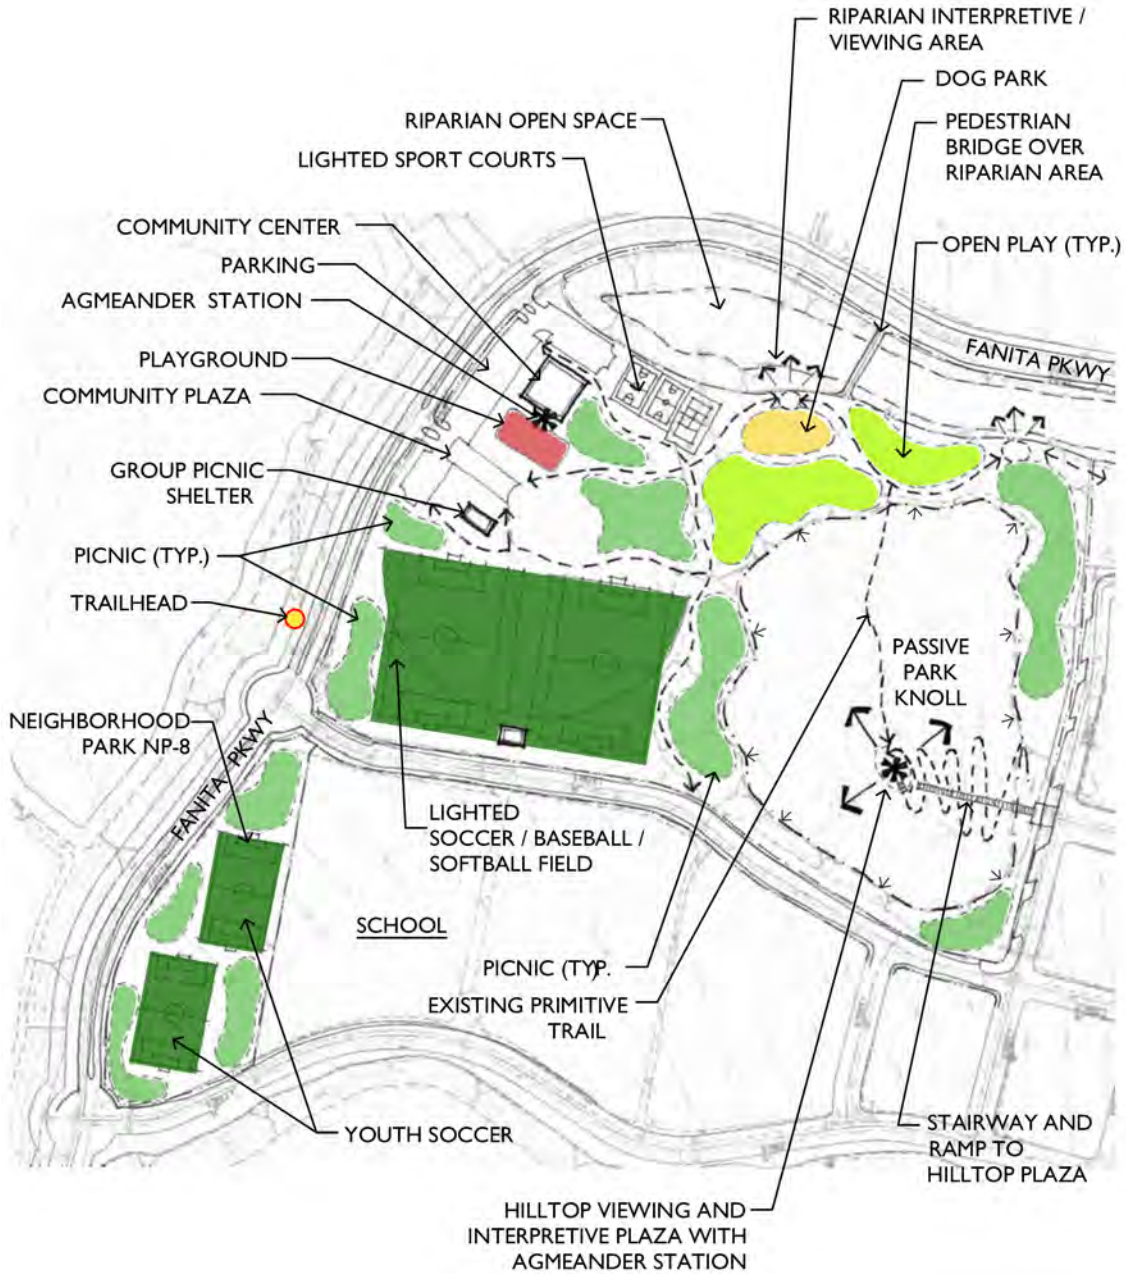 RIPARIAN INTERPRETIVE /
VIEWING AREA
DOG PARK
RIPARIAN OPEN SPACE
PEDESTRIAN
BRIDGE OVER
RIPARIAN AREA
LIGHTED SPORT COURTS
COMMUNITY CENTER
OPEN PLAY (TYP.)
PARKING
AGMEANDER STATION
PLAYGROUND
FANITA PKWY
COMMUNITY PLAZA
GROUP PICNIC
SHELTER
PICNIC (TYP.)
TRAILHEAD
PASSIVE
PARK
KNOLL
NEIGHBORHOOD
PARK NP-8
FANITA PKWY
LIGHTED
SOCCER / BASEBALL /
SOFTBALL FIELD
SCHOOL
PICNIC (TYP.
EXISTING PRIMITIVE
TRAIL
YOUTH SOCCER
STAIRWAY AND
RAMP TO
HILLTOP PLAZA
HILLTOP VIEWING AND
INTERPRETIVE PLAZA WITH
AGMEANDER STATION